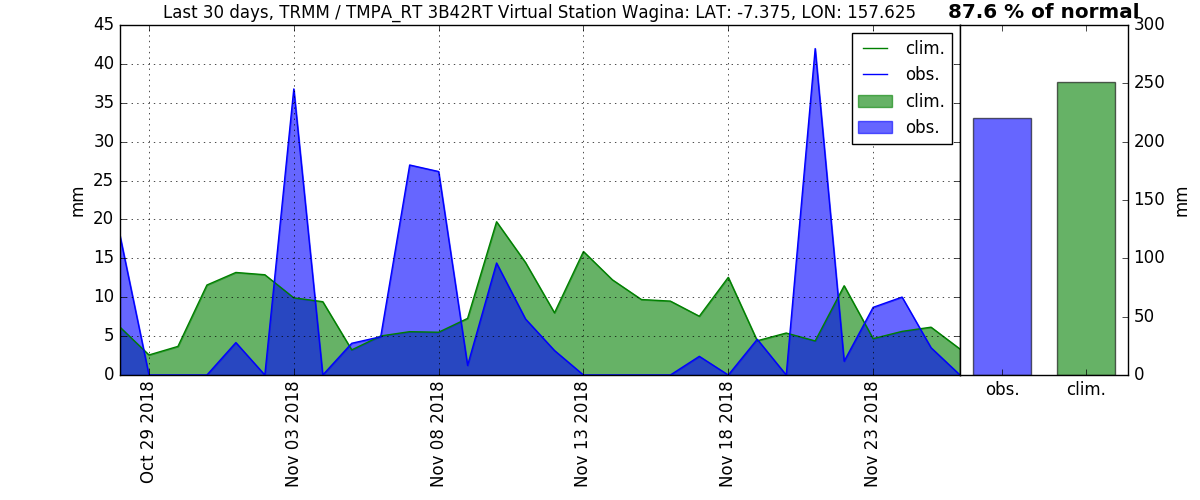 Last 30 days, TRMM / TMPA_RT 3B42RT Virtual Station Wagina: LAT: -7.375, LON: 157.625
87.6 % of normal
45
40
35
30
25
20
15
10
5
0
mm
clim.
obs.
clim.
obs.
Oct 29 2018
Nov 03 2018
Nov 08 2018
Nov 13 2018
Nov 18 2018
Nov 23 2018
300
250
200
150
100
50
0
mm
obs. clim.